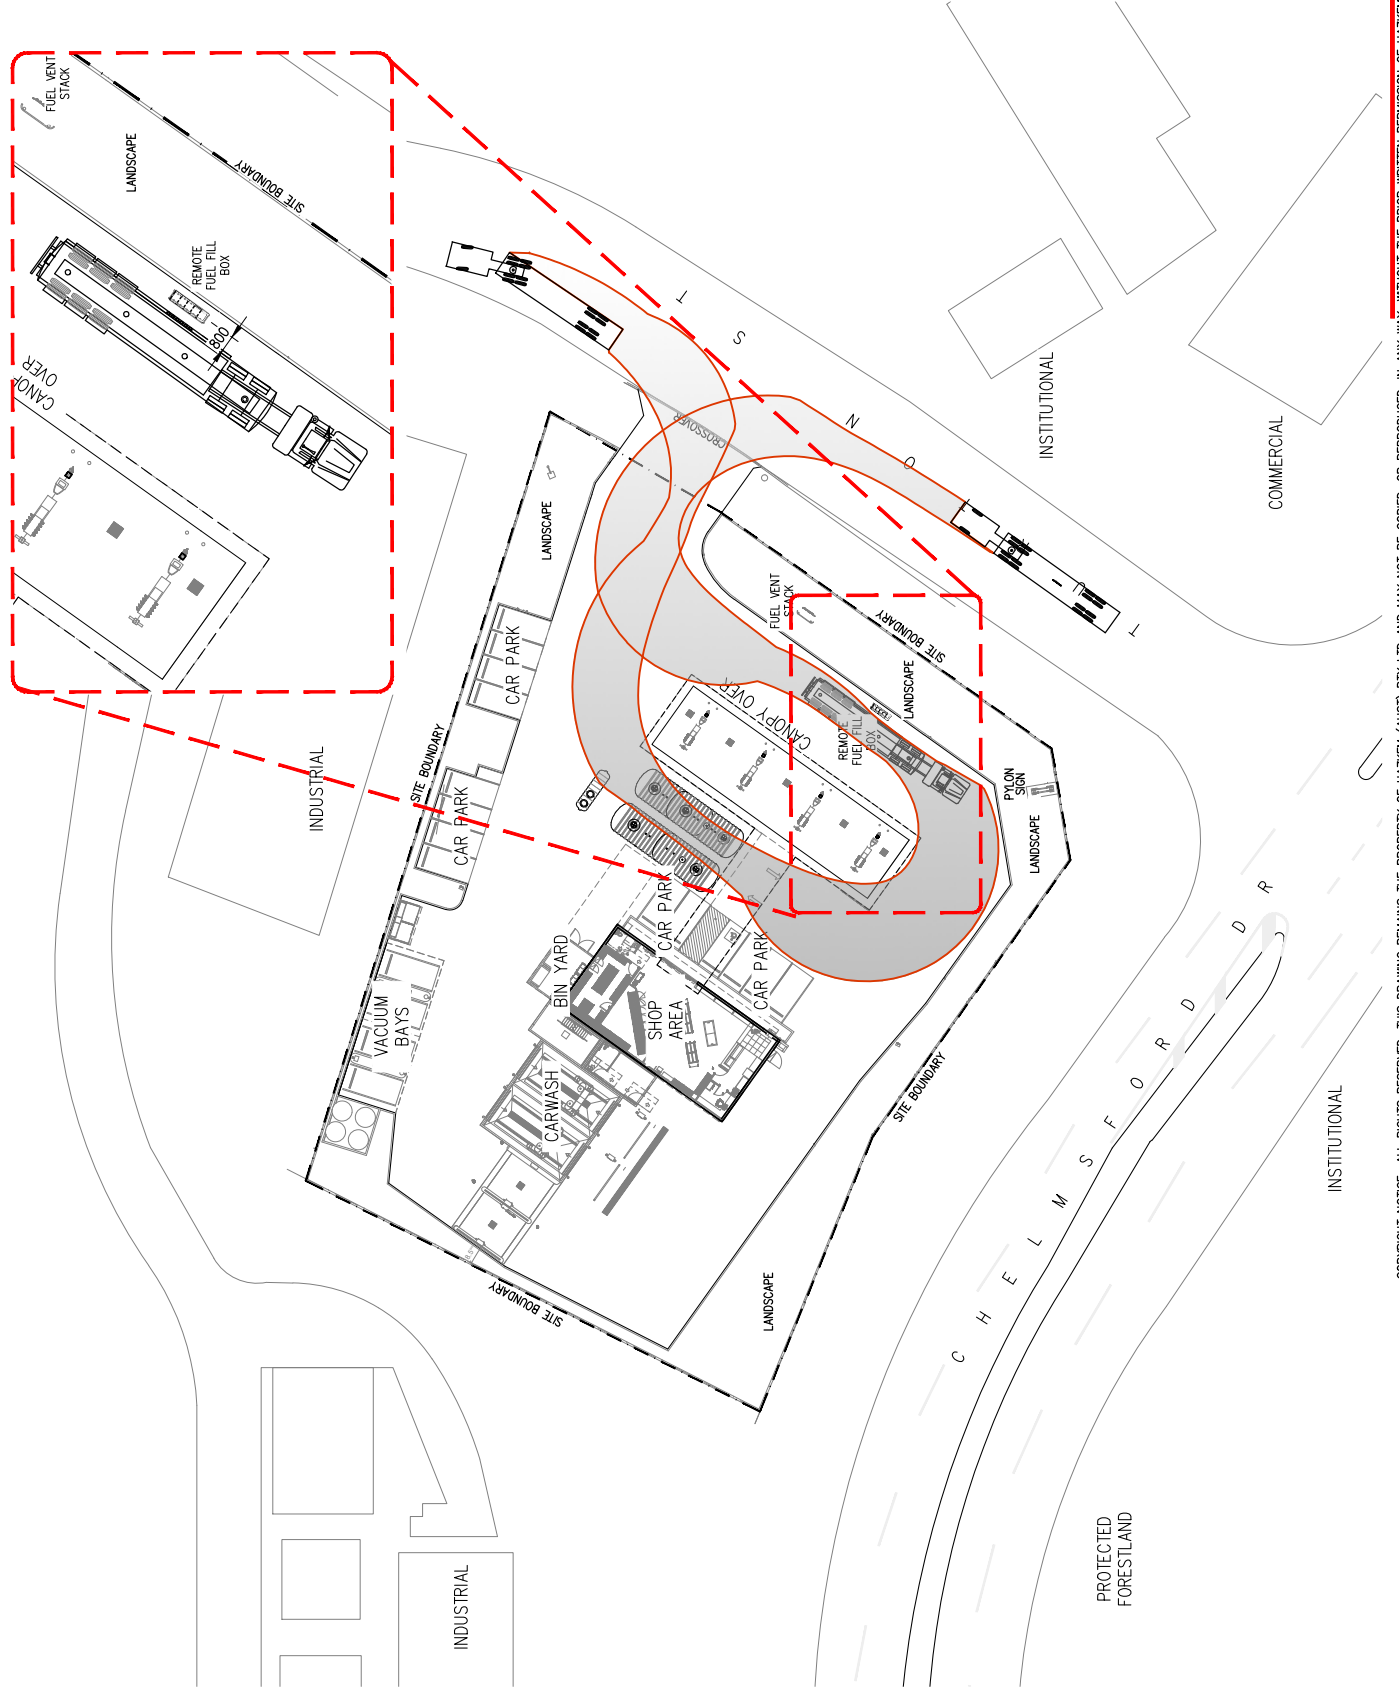 FUEL VENT
STACK
LANDSCAPE
SITE BOUNDARY
REMOTE
FUEL FILL
BOX
800
CANOPY
OVER
T
S
N
O
T
CROSSOVER
INSTITUTIONAL
COMMERCIAL
LANDSCAPE
FUEL VENT
STACK
SITE BOUNDARY
CAR PARK
LANDSCAPE
CANOPY OVER
REMOTE
FUEL FILL
BOX
SITE BOUNDARY
INDUSTRIAL
CAR PARK
PYLON
SIGN
LANDSCAPE
CAR PARK
BIN YARD
CAR PARK
SHOP
AREA
VACUUM
BAYS
CARWASH
SITE BOUNDARY
SITE BOUNDARY
LANDSCAPE
CHELMSFORD DR
INSTITUTIONAL
PROTECTED
FORESTLAND
INDUSTRIAL